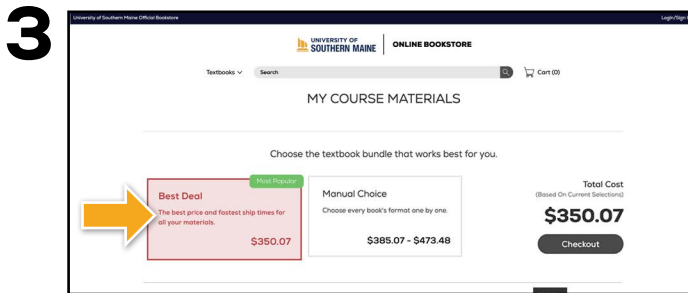 3
University of Southern Maine Official Bookstore
Login/Sign
UNIVERSITY OF
SOUTHERN MAINE
ONLINE BOOKSTORE
Textbooks
Search
Cart (0)
MY COURSE MATERIALS
Choose the textbook bundle that works best for you.
Most Popular
Best Deal
The best price and fastest ship times for
all your materials.
$350.07
Manual Choice
Choose every book's format one by one.
$385.07 - $473.48
Total Cost
(Based On Current Selections)
$350.07
Checkout